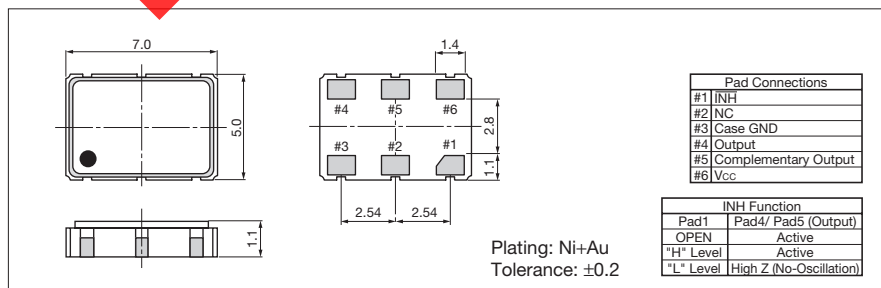 7.0
5.0
1.1
1.4
#4 #5 #6
#3 #2 #1
2.8
1.1
2.54 2.54
Plating: Ni+Au
Tolerance: ±0.2
Pad Connections
#1 INH
#2 NC
#3 Case GND
#4 Output
#5 Complementary Output
#6 Vcc
INH Function
Pad1 Pad4/ Pad5 (Output)
OPEN Active
"H" Level Active
"L" Level High Z (No-Oscillation)